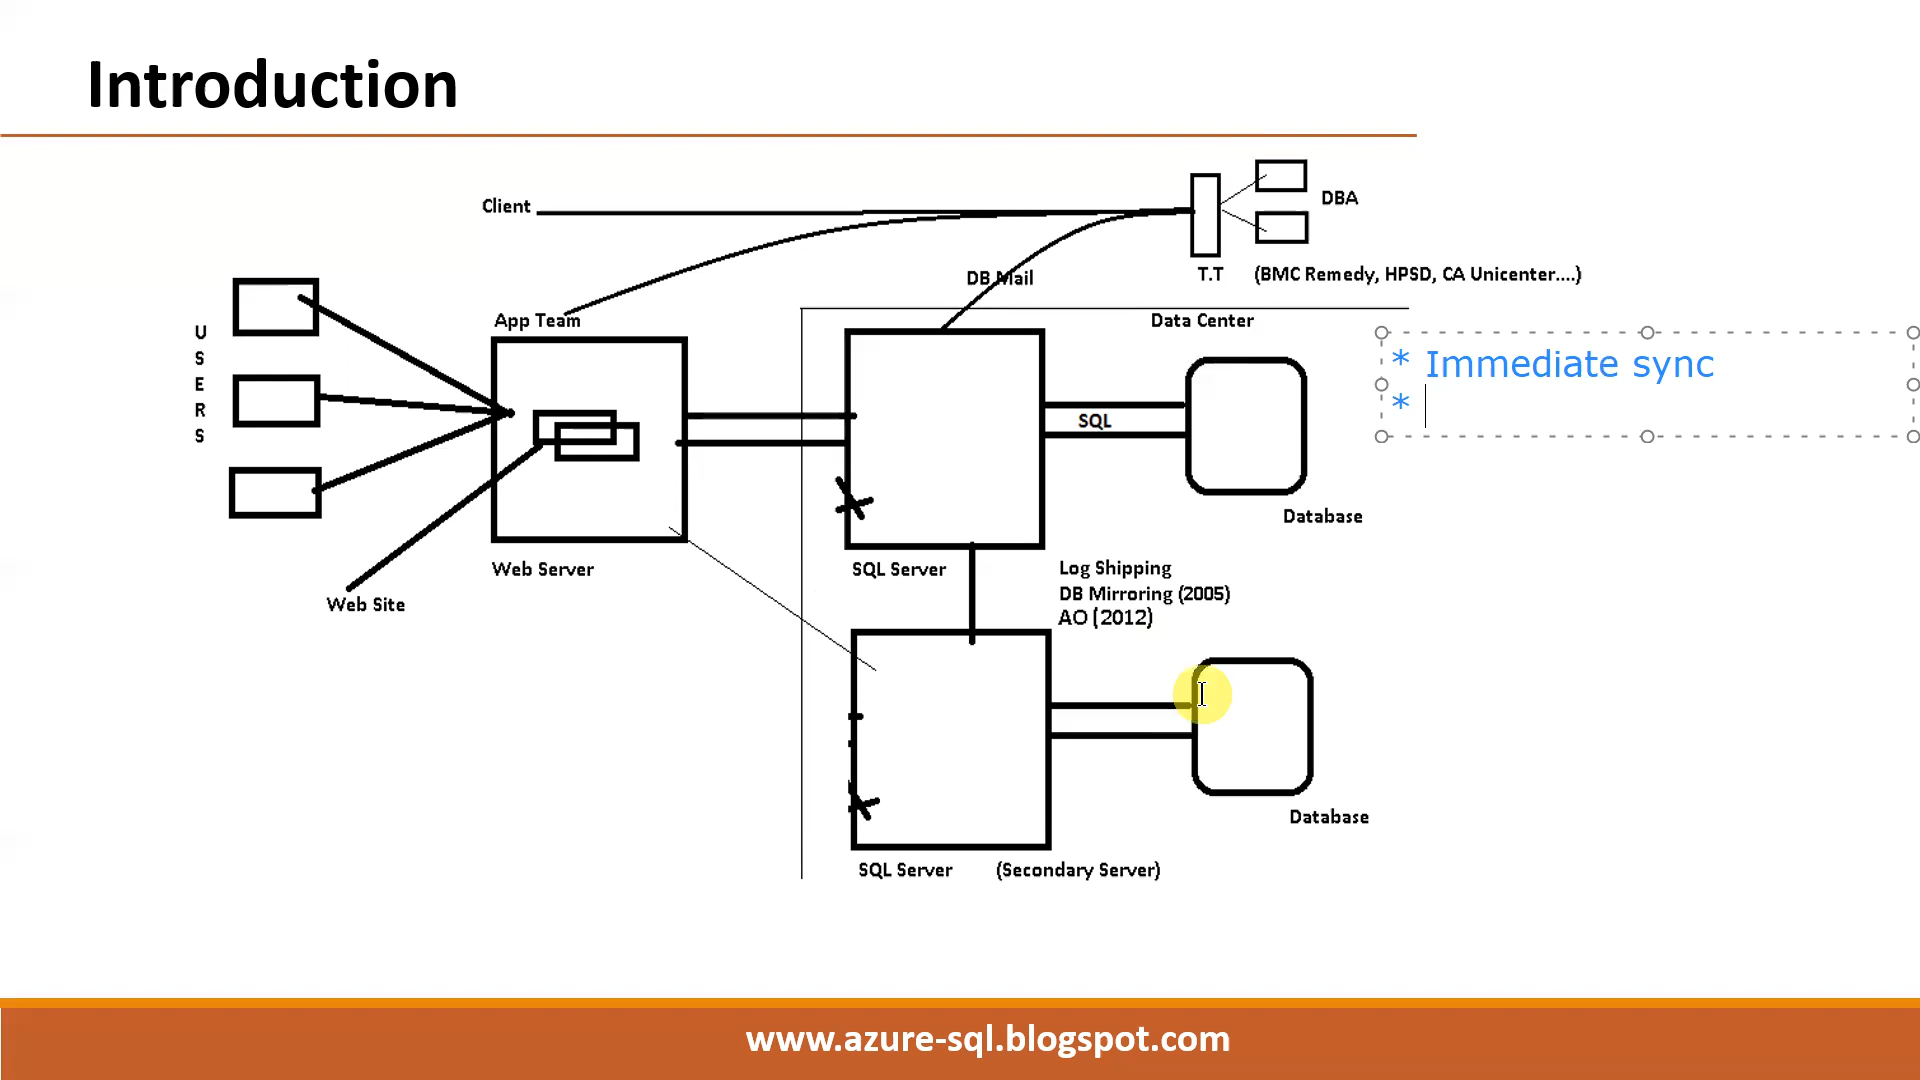 Introduction
Client
DBA
DB Mail
T.T (BMC Remedy, HPSD, CA Unicenter....)
App Team
Data Center
USERS
* Immediate sync
*
SQL
Database
Web Server
SQL Server
Log Shipping
DB Mirroring (2005)
AO (2012)
Web Site
Database
SQL Server (Secondary Server)
www.azure-sql.blogspot.com